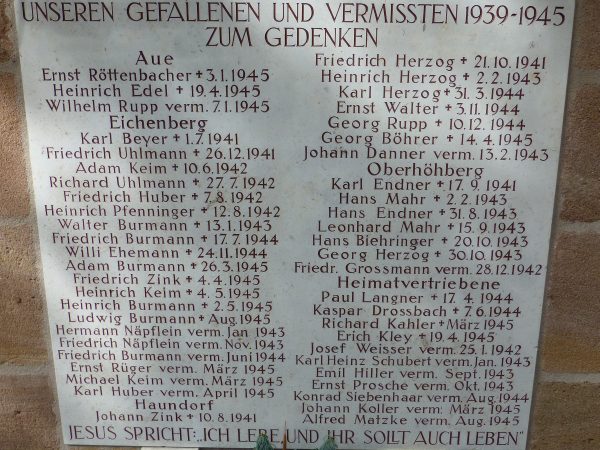 UNSEREN GEFALLENEN UND VERMISSTEN 1939-1945
ZUM GEDENKEN
Aue
Ernst Röttenbacher + 3.1.1945
Heinrich Edel + 19.4.1945
Wilhelm Rupp verm. 7.1.1945
Eichenberg
Karl Beyer + 1.7.1941
Friedrich Uhlmann + 26.12.1941
Adam Keim + 10.6.1942
Richard Uhlmann + 27.7.1942
Friedrich Huber + 7.8.1942
Heinrich Pfenninger + 12.8.1942
Walter Burmann + 13.1.1943
Friedrich Burmann + 17.7.1944
Willi Ehemann + 24.11.1944
Adam Burmann + 26.3.1945
Friedrich Zink + 4.4.1945
Heinrich Keim + 4.5.1945
Heinrich Burmann + 2.5.1945
Ludwig Burmann + Aug. 1945
Hermann Näpflein verm. Jan 1943
Friedrich Näpflein verm. Nov. 1943
Friedrich Burmann verm. Juni 1944
Ernst Rüger verm. März 1945
Michael Keim verm. März 1945
Karl Huber verm. April 1945
Haundorf
Johann Zink + 10.8.1941
Friedrich Herzog + 21.10.1941
Heinrich Herzog + 2.2.1943
Karl Herzog + 31.3.1944
Ernst Walter + 3.11.1944
Georg Rupp + 10.12.1944
Georg Böhrer + 14.4.1945
Johann Danner verm. 13.2.1943
Oberhöhberg
Karl Endner + 17.9.1941
Hans Mahr + 2.2.1943
Hans Endner + 31.8.1943
Leonhard Mahr + 15.9.1943
Hans Biehringer + 20.10.1943
Georg Herzog + 30.10.1943
Friedr. Grossmann verm. 28.12.1942
Heimatvertriebene
Paul Langner + 17.4.1944
Kaspar Drossbach + 7.6.1944
Richard Kahler + März 1945
Erich Kley + 19.4.1945
Josef Weisser verm. 25.1.1942
Karl Heinz Schubert verm. Jan. 1943
Emil Hiller verm. Sept. 1943
Ernst Prosche verm. Okt. 1943
Konrad Siebenhaar verm. Aug. 1944
Johann Koller verm. März 1945
Alfred Matzke verm. Aug. 1945
JESUS SPRICHT: „ICH LEBE UND IHR SOLLT AUCH LEBEN"